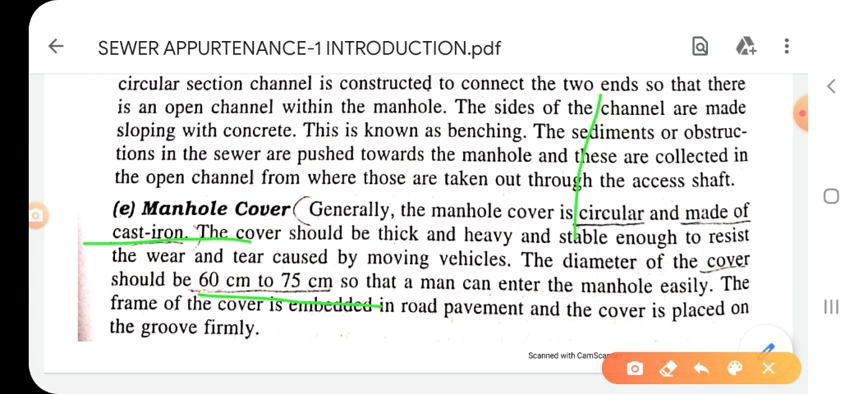 SEWER APPURTENANCE-1 INTRODUCTION.pdf
circular section channel is constructed to connect the two ends so that there
is an open channel within the manhole. The sides of the channel are made
sloping with concrete. This is known as benching. The sediments or obstruc-
tions in the sewer are pushed towards the manhole and these are collected in
the open channel from where those are taken out through the access shaft.
(e) Manhole Cover Generally, the manhole cover is circular and made of
cast-iron. The cover should be thick and heavy and stable enough to resist
the wear and tear caused by moving vehicles. The diameter of the cover
should be 60 cm to 75 cm so that a man can enter the manhole easily. The
frame of the cover is embedded in road pavement and the cover is placed on
the groove firmly.
Scanned with